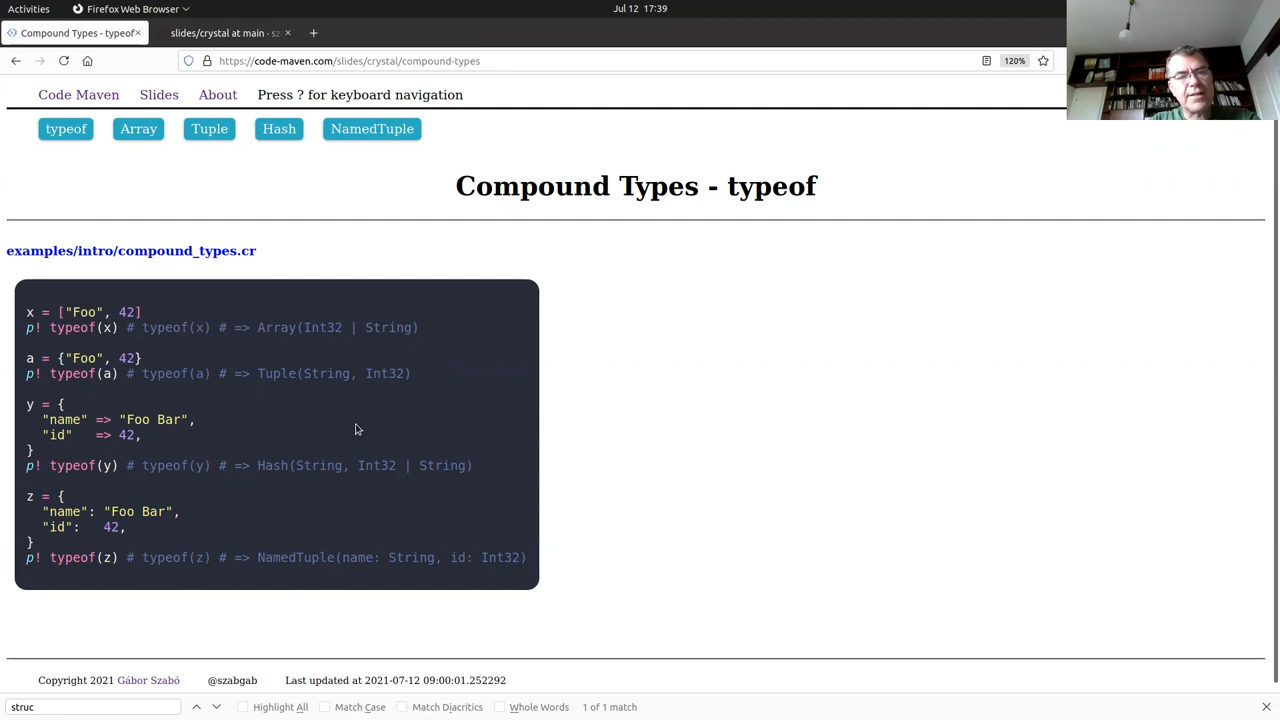 Activities Firefox Web Browser Jul 12 17:39
Compound Types - typeof slides/crystal at main · sz
https://code-maven.com/slides/crystal/compound-types 120%
Code Maven Slides About Press ? for keyboard navigation
typeof Array Tuple Hash NamedTuple
Compound Types - typeof
examples/intro/compound_types.cr
x = ["Foo", 42]
p! typeof(x) # typeof(x) # => Array(Int32 | String)
a = {"Foo", 42}
p! typeof(a) # typeof(a) # => Tuple(String, Int32)
y = {
"name" => "Foo Bar",
"id" => 42,
}
p! typeof(y) # typeof(y) # => Hash(String, Int32 | String)
z = {
"name": "Foo Bar",
"id": 42,
}
p! typeof(z) # typeof(z) # => NamedTuple(name: String, id: Int32)
Copyright 2021 Gábor Szabó @szabgab Last updated at 2021-07-12 09:00:01.252292
struc Highlight All Match Case Match Diacritics Whole Words 1 of 1 match